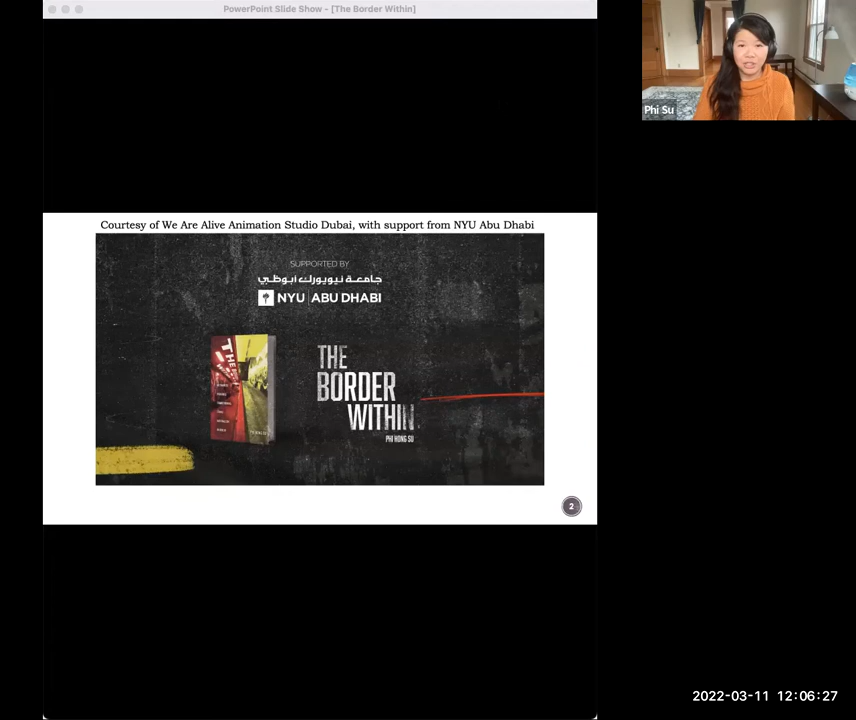 PowerPoint Slide Show - [The Border Within]
Phi Su
Courtesy of We Are Alive Animation Studio Dubai, with support from NYU Abu Dhabi
SUPPORTED BY
جامعة نيويورك أبوظبي
NYU | ABU DHABI
THE
BORDER
WITHIN
PHI HONG SU
THE
2
2022-03-11 12:06:27